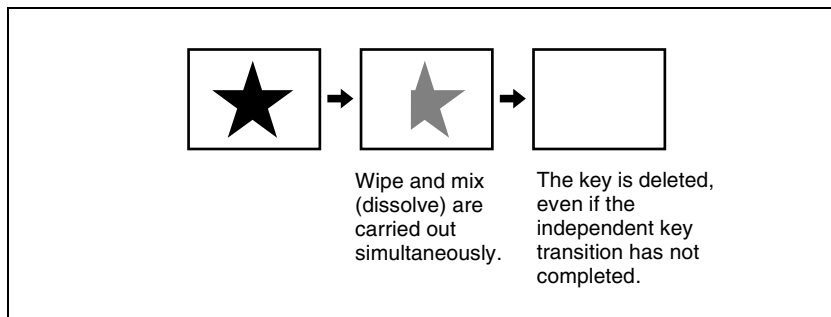 Wipe and mix
(dissolve) are
carried out
simultaneously.
The key is deleted,
even if the
independent key
transition has not
completed.